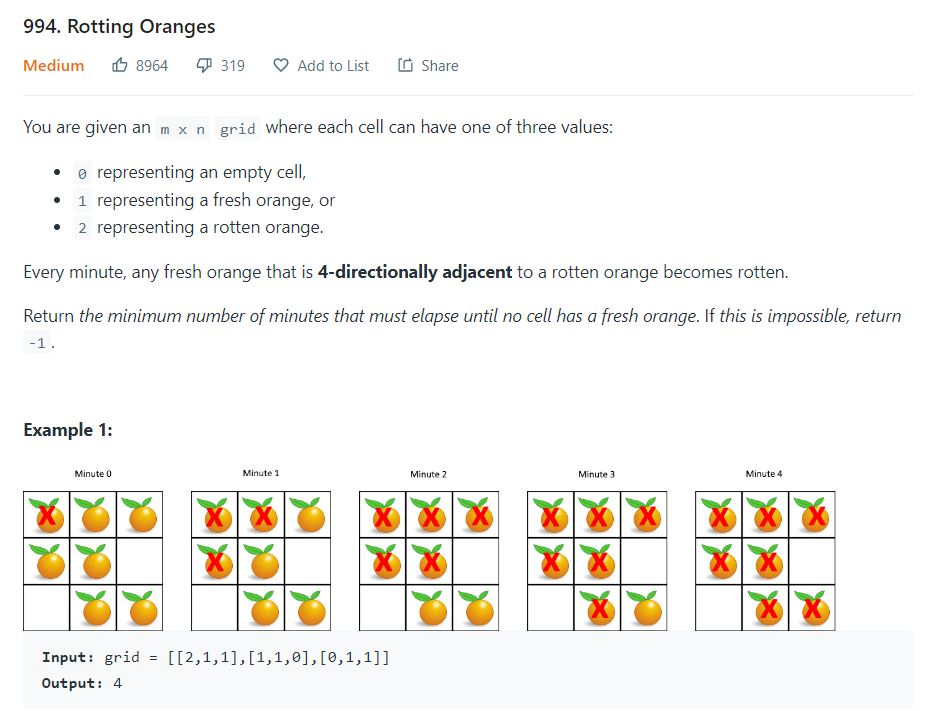 994. Rotting Oranges
Medium 8964 319 Add to List Share
You are given an m x n grid where each cell can have one of three values:
• 0 representing an empty cell,
• 1 representing a fresh orange, or
• 2 representing a rotten orange.
Every minute, any fresh orange that is 4-directionally adjacent to a rotten orange becomes rotten.
Return the minimum number of minutes that must elapse until no cell has a fresh orange. If this is impossible, return
-1.
Example 1:
Minute 0 Minute 1 Minute 2 Minute 3 Minute 4
X X X X X X X X X X X
X X X X X X X
X X X
Input: grid = [[2,1,1],[1,1,0],[0,1,1]]
Output: 4